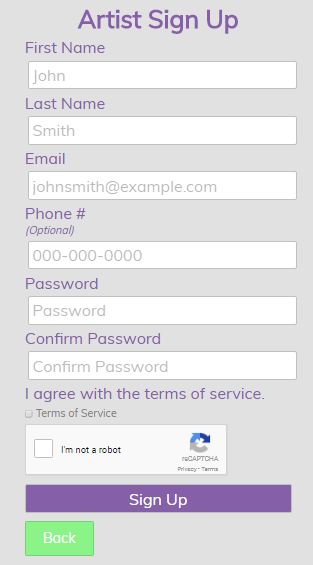 Artist Sign Up
First Name
John
Last Name
Smith
Email
johnsmith@example.com
Phone #
(Optional)
000-000-0000
Password
Password
Confirm Password
Confirm Password
I agree with the terms of service.
Terms of Service
I'm not a robot
reCAPTCHA
Privacy - Terms
Sign Up
Back